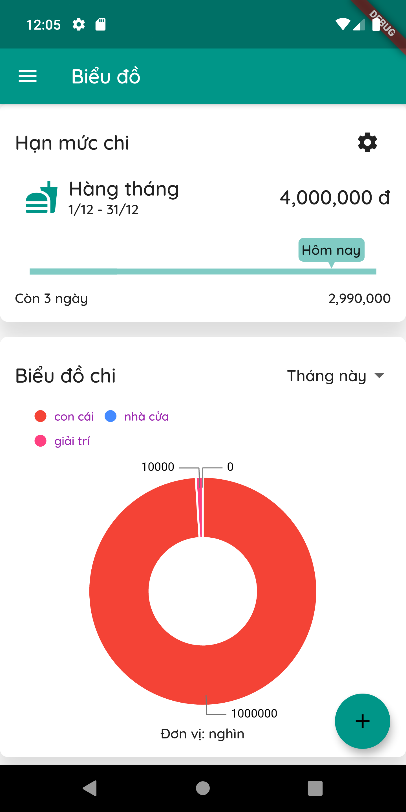 12:05
DEBUG
Biểu đồ
Hạn mức chi
Hàng tháng
1/12 - 31/12
4,000,000 đ
Hôm nay
Còn 3 ngày
2,990,000
Biểu đồ chi
Tháng này
con cái
nhà cửa
giải trí
10000
0
1000000
Đơn vị: nghìn
+